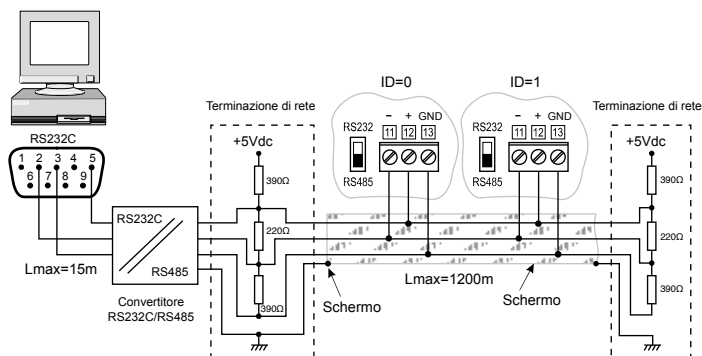 RS232C
1 2 3 4 5
6 7 8 9
RS232C
RS485
Lmax=15m
Convertitore
RS232C/RS485
Terminazione di rete
+5Vdc
390Ω
220Ω
390Ω
ID=0
− + GND
11 12 13
RS232
RS485
ID=1
− + GND
11 12 13
RS232
RS485
Lmax=1200m
Schermo
Schermo
Terminazione di rete
+5Vdc
390Ω
220Ω
390Ω